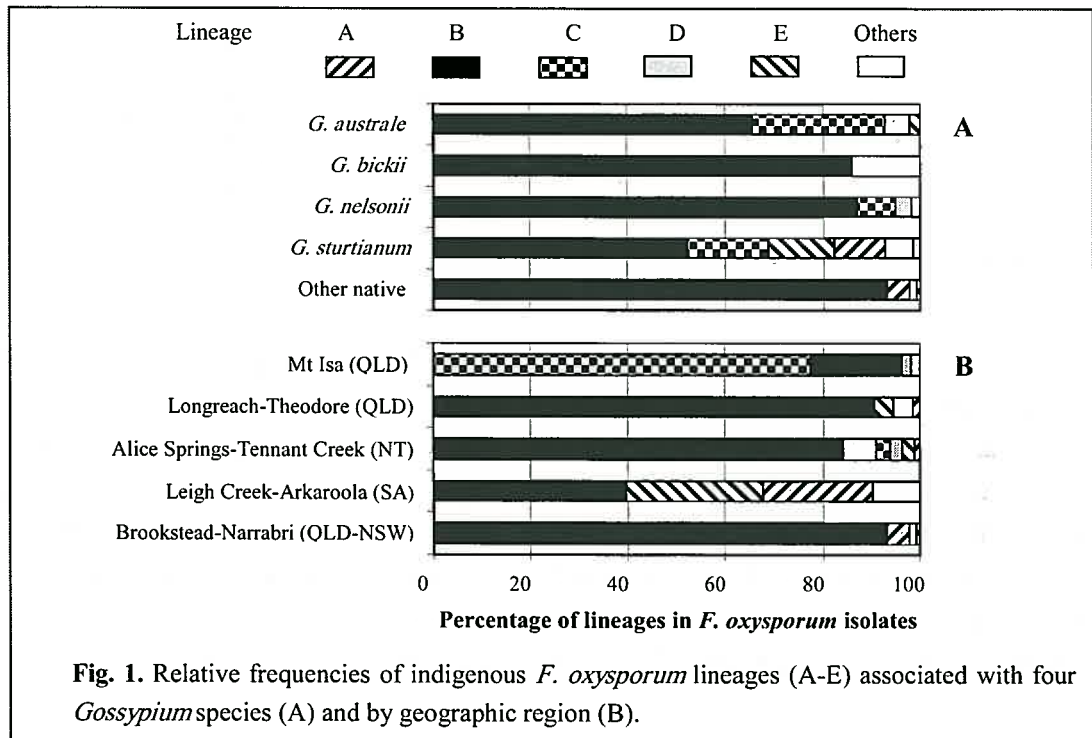 Lineage A B C D E Others
G. australe A
G. bickii
G. nelsonii
G. sturtianum
Other native
Mt Isa (QLD) B
Longreach-Theodore (QLD)
Alice Springs-Tennant Creek (NT)
Leigh Creek-Arkaroola (SA)
Brookstead-Narrabri (QLD-NSW)
0 20 40 60 80 100
Percentage of lineages in F. oxysporum isolates
Fig. 1. Relative frequencies of indigenous F. oxysporum lineages (A-E) associated with four
Gossypium species (A) and by geographic region (B).